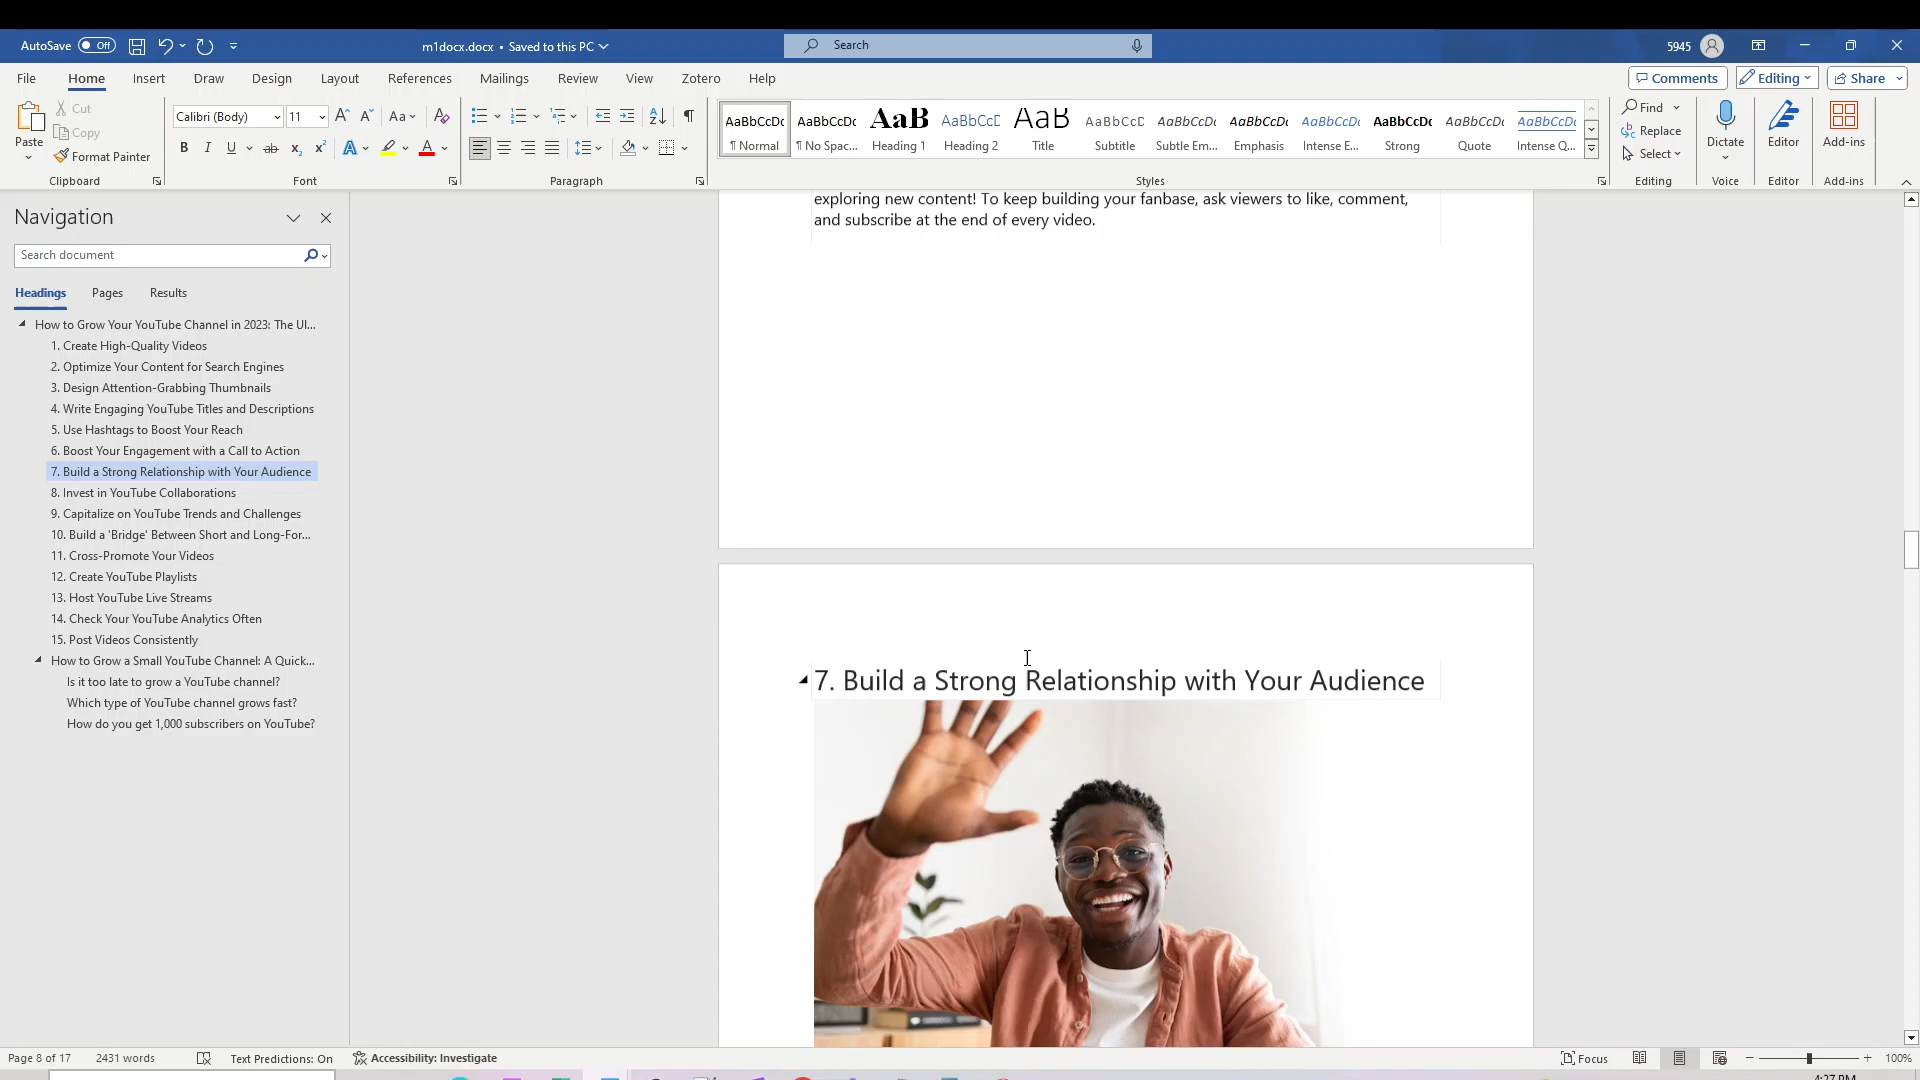 AutoSave Off m1docx.docx • Saved to this PC Search 5945
File Home Insert Draw Design Layout References Mailings Review View Zotero Help Comments Editing Share
Paste Cut Copy Format Painter
Calibri (Body) 11 Aa
B I U ab x₂ x² A A
AaBbCcDc AaBbCcDc AaB AaBbCcD AaB AaBbCcD AaBbCcDc AaBbCcDc AaBbCcDc AaBbCcDc AaBbCcDc AaBbCcDc
¶ Normal ¶ No Spac... Heading 1 Heading 2 Title Subtitle Subtle Em... Emphasis Intense E... Strong Quote Intense Q...
Find Replace Select Dictate Editor Add-ins
Clipboard Font Paragraph Styles Editing Voice Editor Add-ins
Navigation
Search document
Headings Pages Results
How to Grow Your YouTube Channel in 2023: The Ul...
1. Create High-Quality Videos
2. Optimize Your Content for Search Engines
3. Design Attention-Grabbing Thumbnails
4. Write Engaging YouTube Titles and Descriptions
5. Use Hashtags to Boost Your Reach
6. Boost Your Engagement with a Call to Action
7. Build a Strong Relationship with Your Audience
8. Invest in YouTube Collaborations
9. Capitalize on YouTube Trends and Challenges
10. Build a 'Bridge' Between Short and Long-For...
11. Cross-Promote Your Videos
12. Create YouTube Playlists
13. Host YouTube Live Streams
14. Check Your YouTube Analytics Often
15. Post Videos Consistently
How to Grow a Small YouTube Channel: A Quick...
Is it too late to grow a YouTube channel?
Which type of YouTube channel grows fast?
How do you get 1,000 subscribers on YouTube?
exploring new content! To keep building your fanbase, ask viewers to like, comment,
and subscribe at the end of every video.
7. Build a Strong Relationship with Your Audience
Page 8 of 17 2431 words Text Predictions: On Accessibility: Investigate Focus 100%
4:27 PM